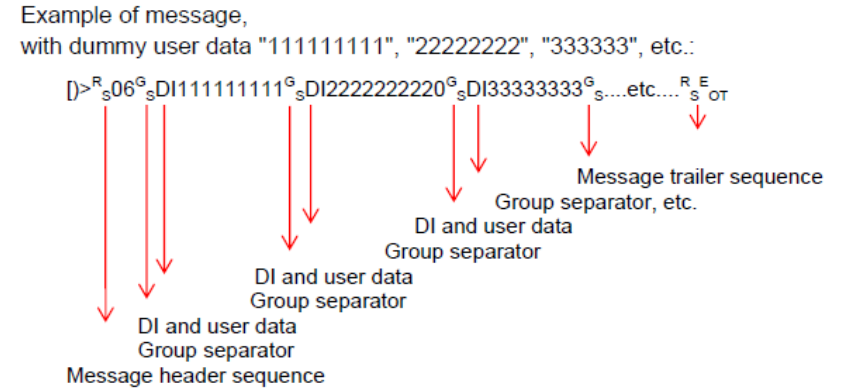 Example of message,
with dummy user data "111111111", "22222222", "333333", etc.:
[)>RS06GSDI111111111GSDI2222222220GSDI33333333GS....etc....RSEOT
Message trailer sequence
Group separator, etc.
DI and user data
Group separator
DI and user data
Group separator
DI and user data
Group separator
Message header sequence